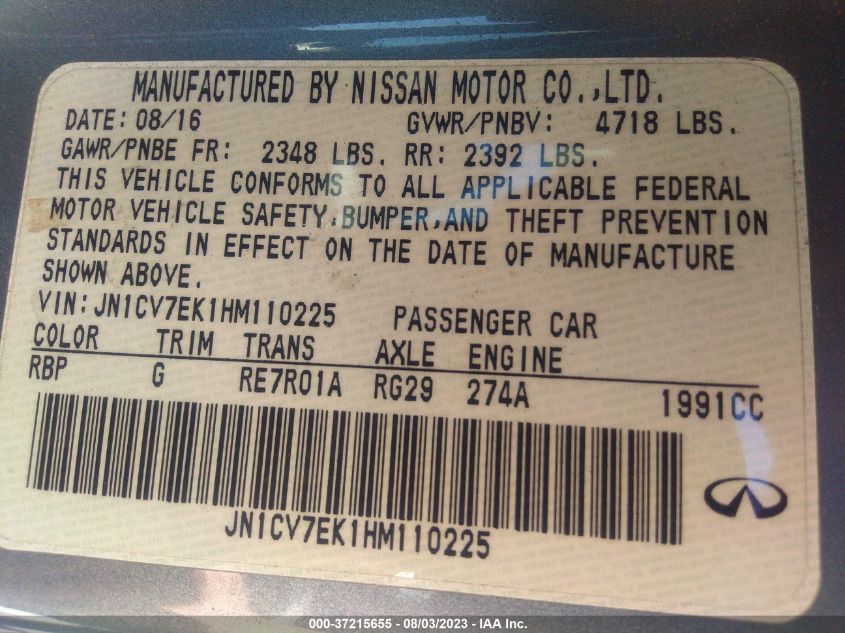 MANUFACTURED BY NISSAN MOTOR CO.,LTD.
DATE: 08/16 GVWR/PNBV: 4718 LBS.
GAWR/PNBE FR: 2348 LBS. RR: 2392 LBS.
THIS VEHICLE CONFORMS TO ALL APPLICABLE FEDERAL
MOTOR VEHICLE SAFETY,BUMPER,AND THEFT PREVENTION
STANDARDS IN EFFECT ON THE DATE OF MANUFACTURE
SHOWN ABOVE.
VIN: JN1CV7EK1HM110225 PASSENGER CAR
COLOR TRIM TRANS AXLE ENGINE
RBP G RE7R01A RG29 274A 1991CC
JN1CV7EK1HM110225
000-37215655 - 08/03/2023 - IAA Inc.